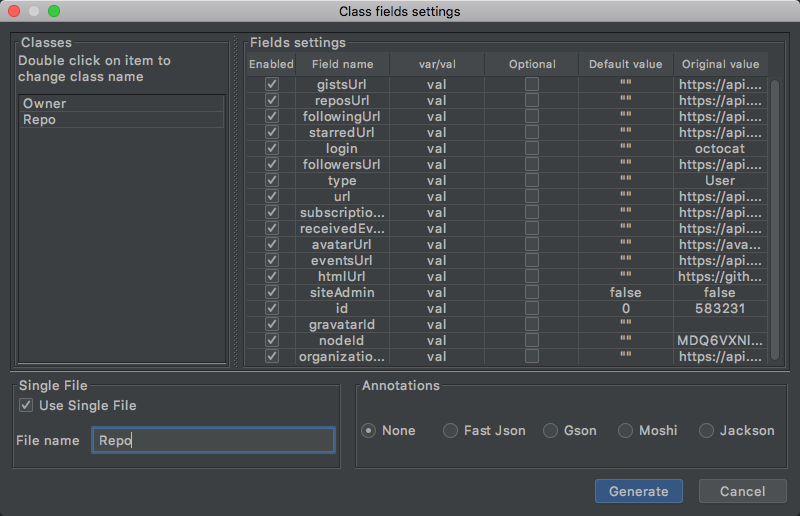 Class fields settings
Classes
Double click on item to
change class name
Owner
Repo
Fields settings
Enabled Field name var/val Optional Default value Original value
gistsUrl val "" https://api....
reposUrl val "" https://api....
followingUrl val "" https://api....
starredUrl val "" https://api....
login val "" octocat
followersUrl val "" https://api....
type val "" User
url val "" https://api....
subscriptio... val "" https://api....
receivedEv... val "" https://api....
avatarUrl val "" https://ava...
eventsUrl val "" https://api....
htmlUrl val "" https://gith...
siteAdmin val false false
id val 0 583231
gravatarId val ""
nodeId val "" MDQ6VXNl...
organizatio... val "" https://api....
Single File
Use Single File
File name Repo
Annotations
None Fast Json Gson Moshi Jackson
Generate Cancel